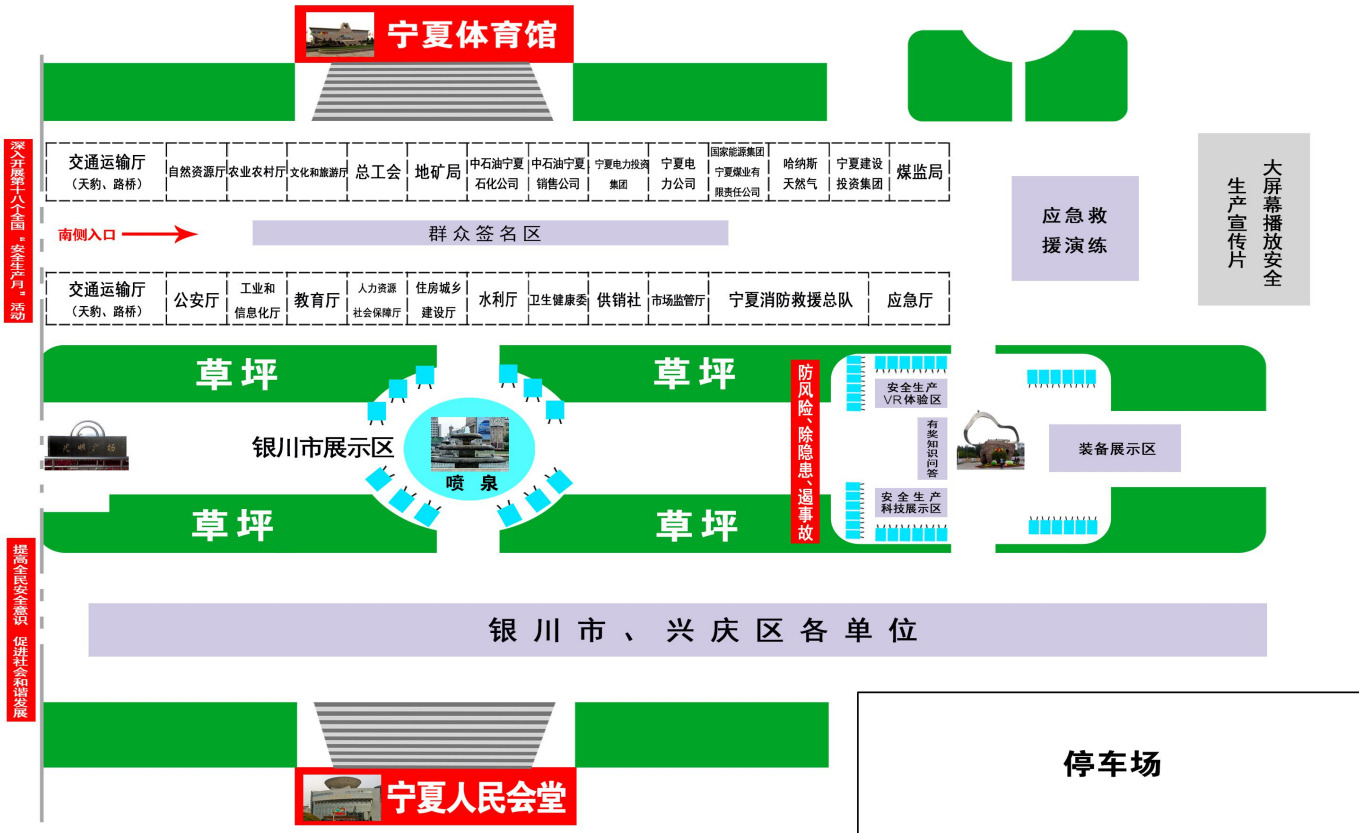 宁夏体育馆
深入开展第十八个全国“安全生产月”活动
交通运输厅
（天豹、路桥）
自然资源厅
农业农村厅
文化和旅游厅
总工会
地矿局
中石油宁夏
石化公司
中石油宁夏
销售公司
宁夏电力投资
集团
宁夏电
力公司
国家能源集团
宁夏煤业有
限责任公司
哈纳斯
天然气
宁夏建设
投资集团
煤监局
南侧入口
群众签名区
应急救
援演练
大屏幕播放安全
生产宣传片
交通运输厅
（天豹、路桥）
公安厅
工业和
信息化厅
教育厅
人力资源
社会保障厅
住房城乡
建设厅
水利厅
卫生健康委
供销社
市场监管厅
宁夏消防救援总队
应急厅
草坪
草坪
防风险、除隐患、遏事故
安全生产
VR体验区
光明广场
银川市展示区
喷泉
有奖知识问答
装备展示区
草坪
草坪
安全生产
科技展示区
提高全民安全意识 促进社会和谐发展
银川市、兴庆区各单位
停车场
宁夏人民会堂